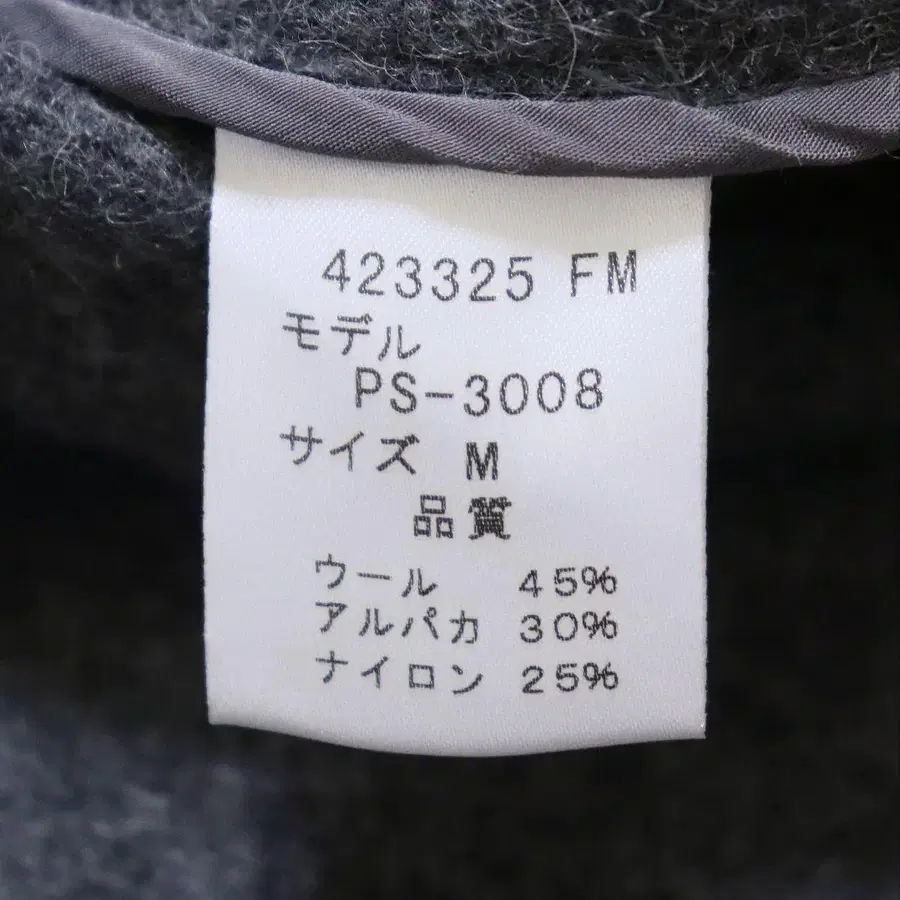 423325 FM
モデル
PS-3008
サイズ M
品質
ウール 45%
アルパカ 30%
ナイロン 25%